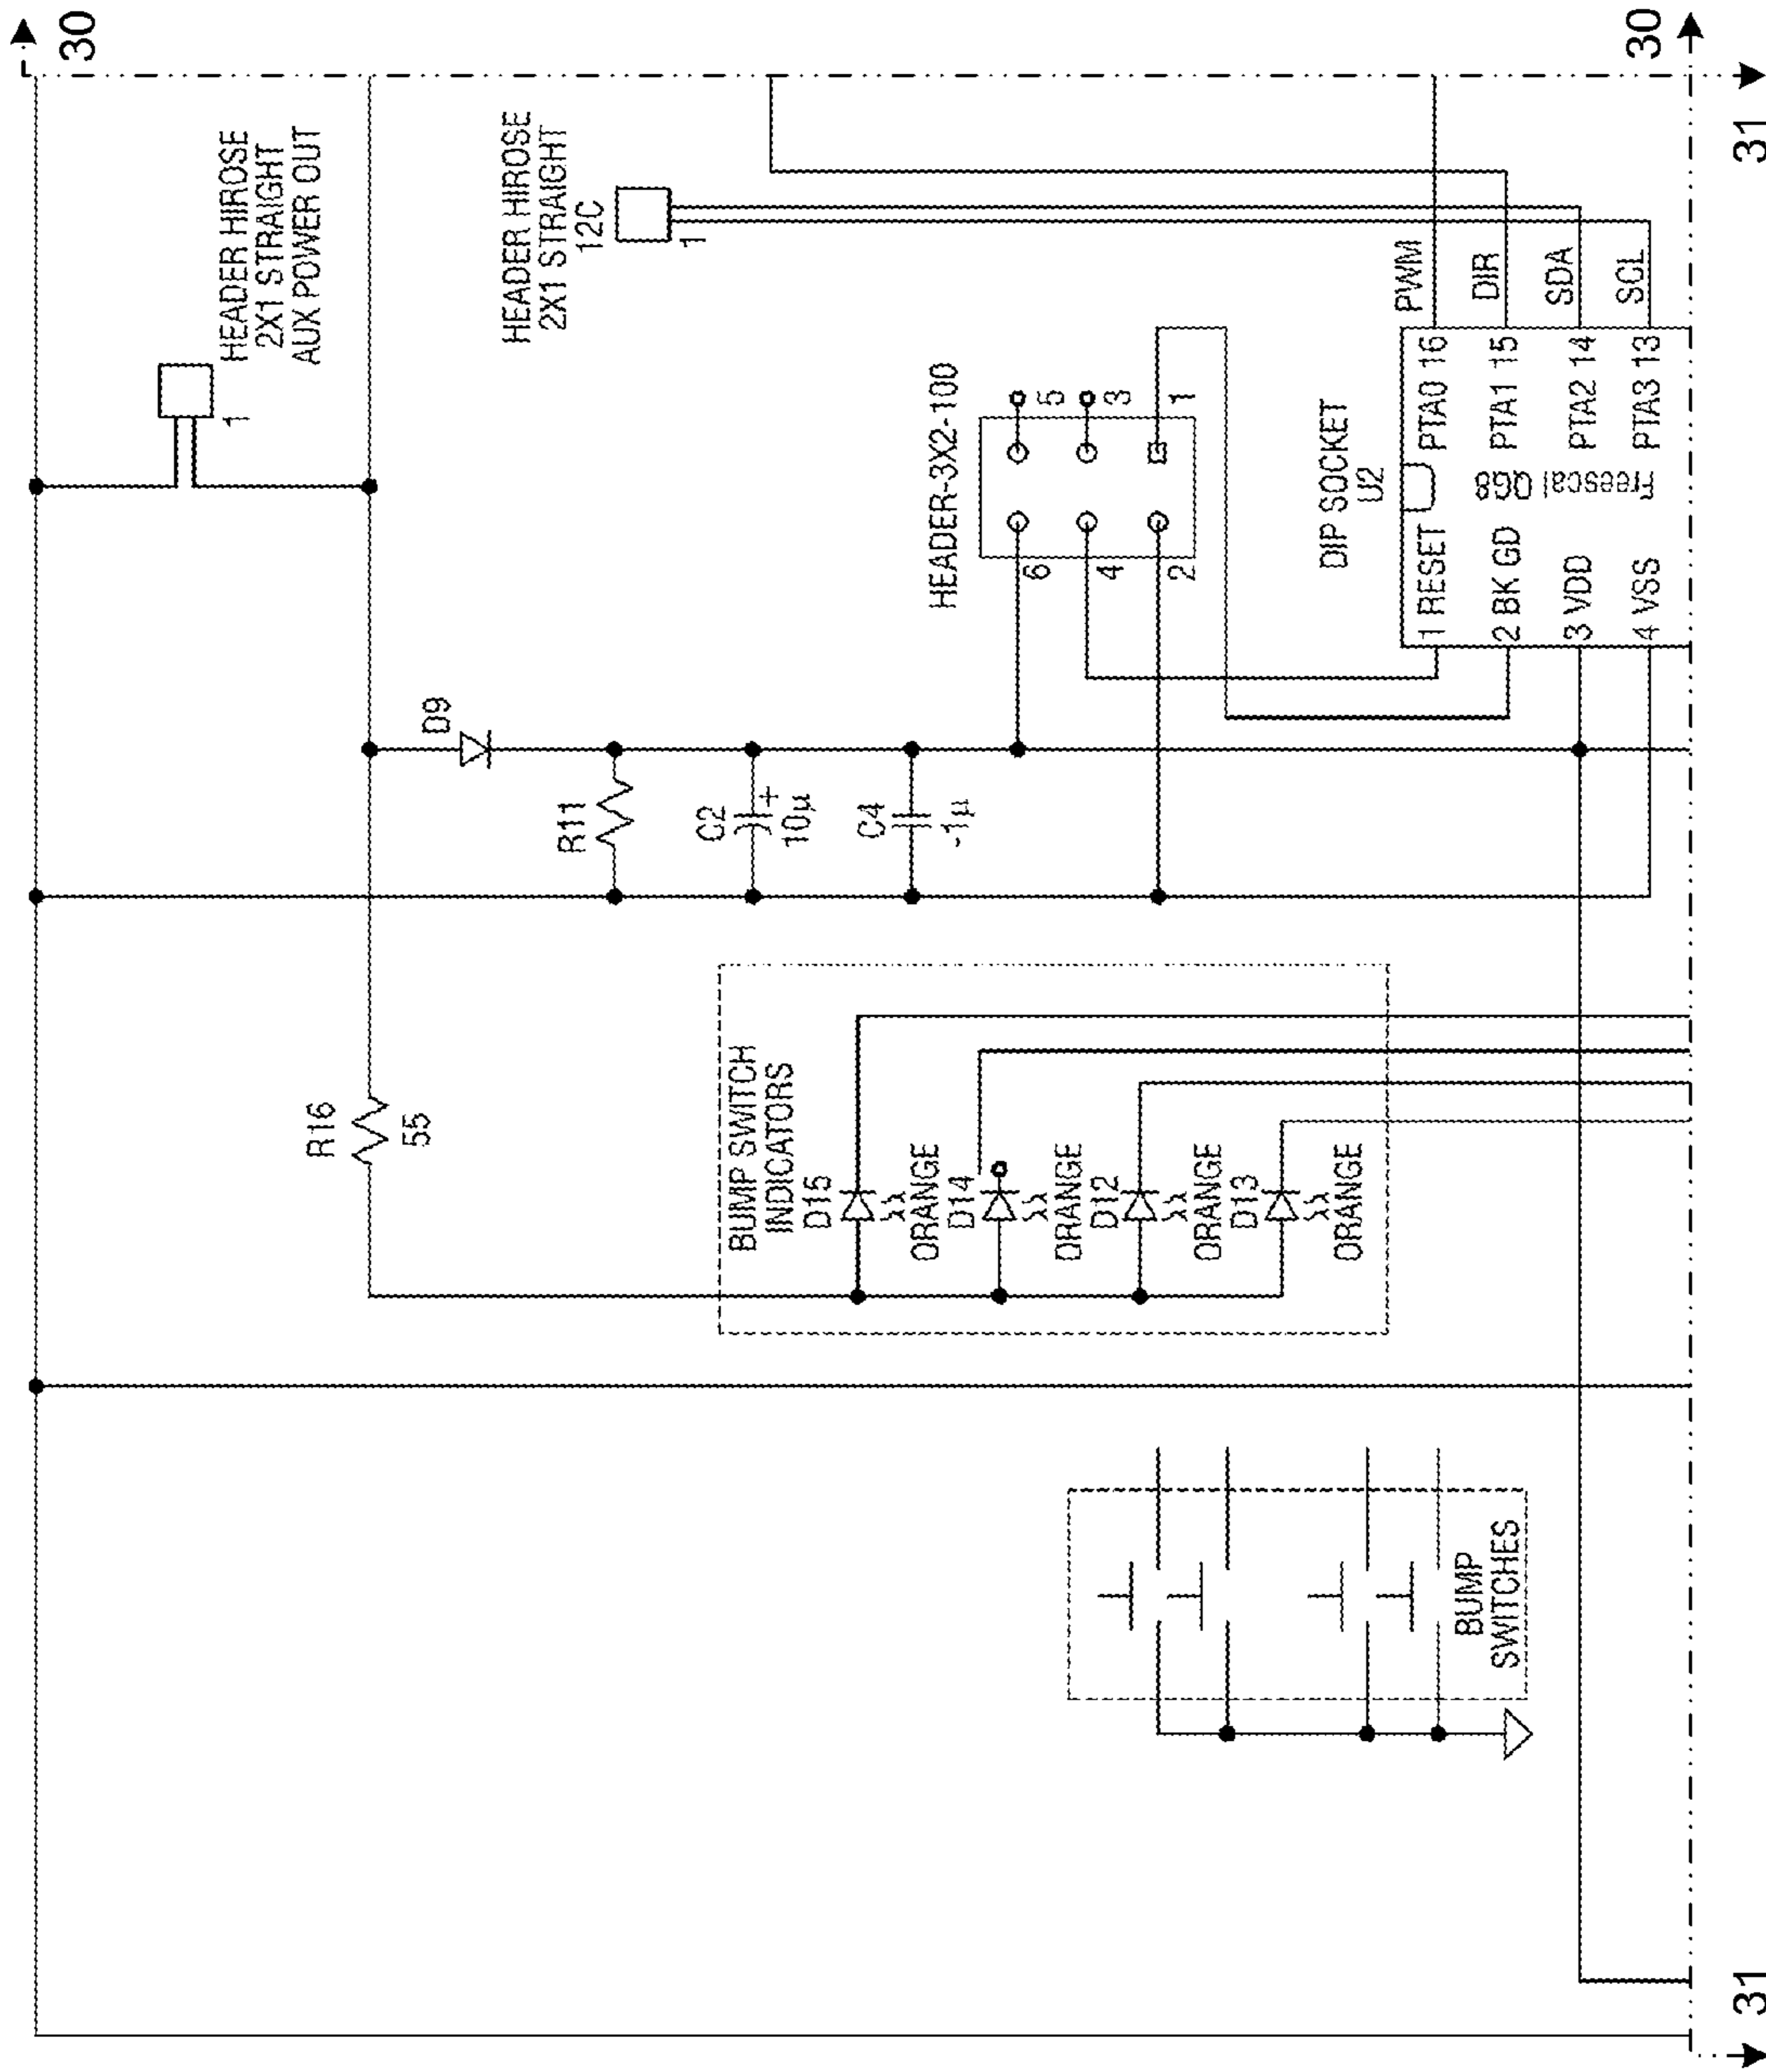 30
HEADER HIROSE
2X1 STRAIGHT
AUX POWER OUT
1
R16
55
D9
HEADER HIROSE
2X1 STRAIGHT
12C
1
R11
C2
+
10µ
C4
-1µ
HEADER-3X2-100
6
5
4
3
2
1
BUMP SWITCH
INDICATORS
D15
ORANGE
D14
ORANGE
D12
ORANGE
D13
ORANGE
DIP SOCKET
U2
1 RESET
PTA0 16
PWM
2 BK GD
PTA1 15
DIR
3 VDD
PTA2 14
SDA
4 VSS
PTA3 13
SCL
Freescal QG8
BUMP
SWITCHES
30
31
31